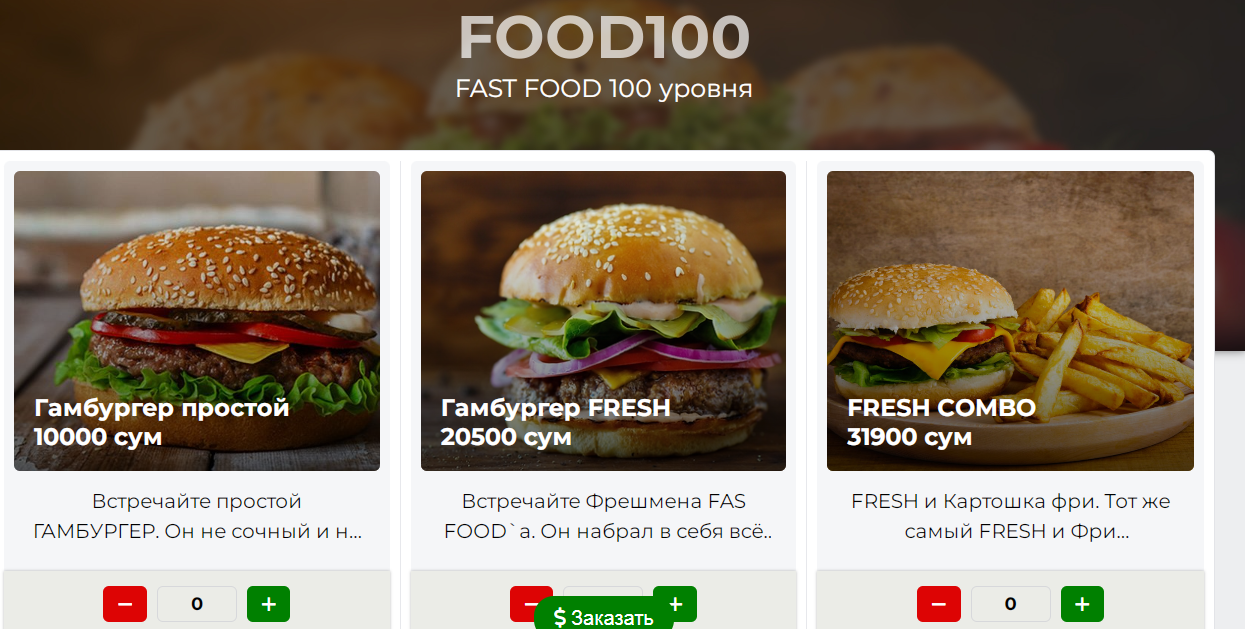 FOOD100
FAST FOOD 100 уровня
Гамбургер простой
10000 сум
Гамбургер FRESH
20500 сум
FRESH COMBO
31900 сум
Встречайте простой
ГАМБУРГЕР. Он не сочный и н...
Встречайте Фрешмена FAS
FOOD`а. Он набрал в себя всё..
FRESH и Картошка фри. Тот же
самый FRESH и Фри...
− 0 +
− +
− 0 +
$ Заказать